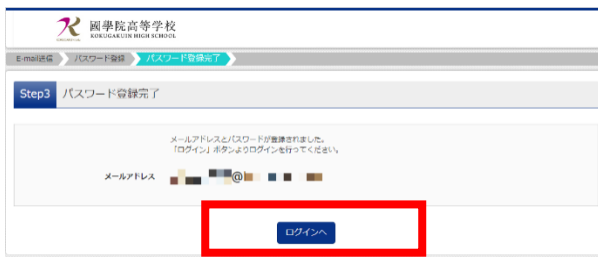 國學院高等学校
KOKUGAKUIN HIGH SCHOOL
E-mail送信 パスワード登録 パスワード登録完了
Step3 パスワード登録完了
メールアドレスとパスワードが登録されました。
「ログイン」ボタンよりログインを行ってください。
メールアドレス @
ログインへ